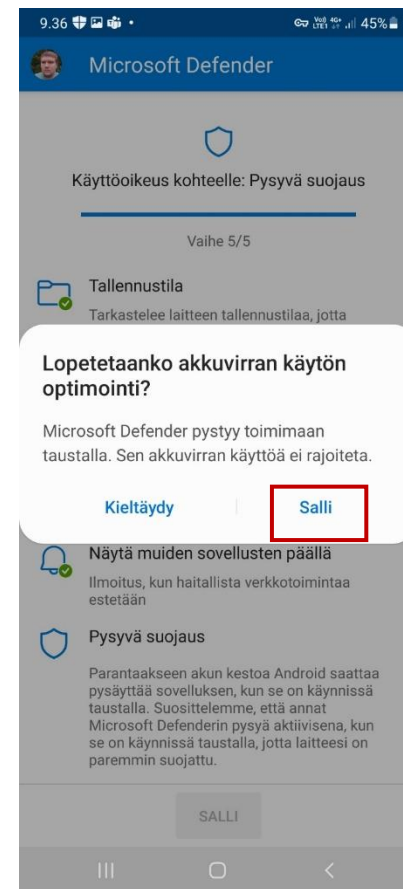 9.36
45%
Microsoft Defender
Käyttöoikeus kohteelle: Pysyvä suojaus
Vaihe 5/5
Tallennustila
Tarkastelee laitteen tallennustilaa, jotta
Lopetetaanko akkuvirran käytön
optimointi?
Microsoft Defender pystyy toimimaan
taustalla. Sen akkuvirran käyttöä ei rajoiteta.
Kieltäydy
Salli
Näytä muiden sovellusten päällä
Ilmoitus, kun haitallista verkkotoimintaa
estetään
Pysyvä suojaus
Parantaakseen akun kestoa Android saattaa
pysäyttää sovelluksen, kun se on käynnissä
taustalla. Suosittelemme, että annat
Microsoft Defenderin pysyä aktiivisena, kun
se on käynnissä taustalla, jotta laitteesi on
paremmin suojattu.
SALLI